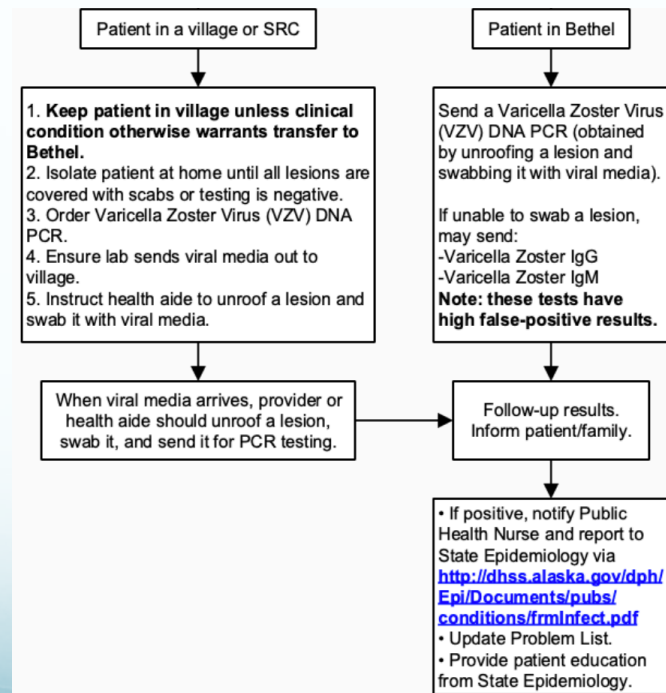 Patient in a village or SRC
Patient in Bethel
1. Keep patient in village unless clinical
condition otherwise warrants transfer to
Bethel.
2. Isolate patient at home until all lesions are
covered with scabs or testing is negative.
3. Order Varicella Zoster Virus (VZV) DNA
PCR.
4. Ensure lab sends viral media out to
village.
5. Instruct health aide to unroof a lesion and
swab it with viral media.
Send a Varicella Zoster Virus
(VZV) DNA PCR (obtained
by unroofing a lesion and
swabbing it with viral media).
If unable to swab a lesion,
may send:
-Varicella Zoster IgG
-Varicella Zoster IgM
Note: these tests have
high false-positive results.
When viral media arrives, provider or
health aide should unroof a lesion,
swab it, and send it for PCR testing.
Follow-up results.
Inform patient/family.
• If positive, notify Public
Health Nurse and report to
State Epidemiology via
http://dhss.alaska.gov/dph/
Epi/Documents/pubs/
conditions/frmInfect.pdf
• Update Problem List.
• Provide patient education
from State Epidemiology.